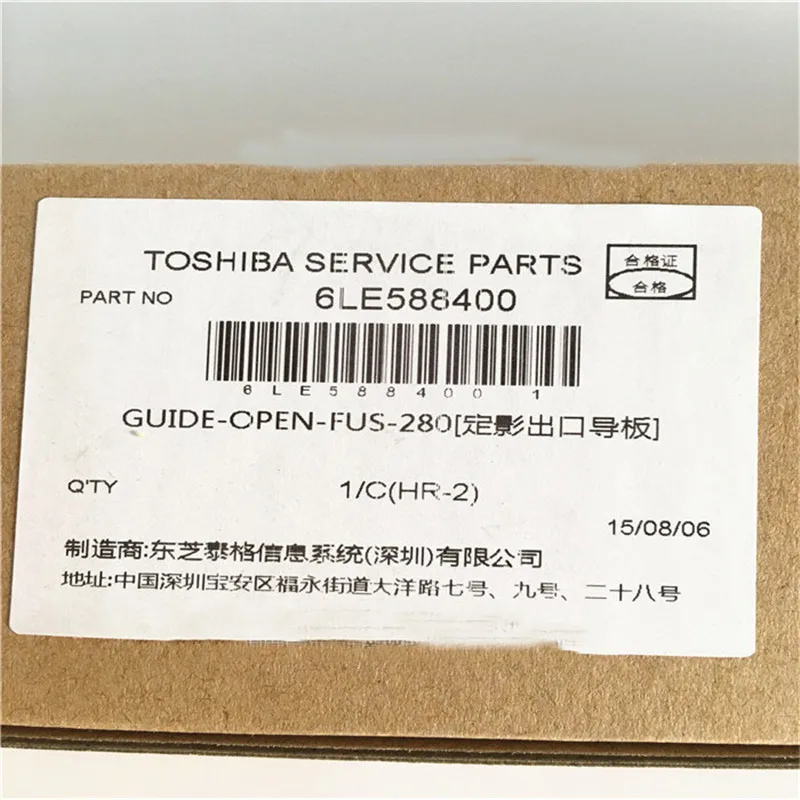 TOSHIBA SERVICE PARTS
合格证
合格
PART NO 6LE588400
6LE588400 1
GUIDE-OPEN-FUS-280[定影出口导板]
Q'TY 1/C(HR-2)
15/08/06
制造商:东芝泰格信息系统(深圳)有限公司
地址:中国深圳宝安区福永街道大洋路七号、九号、二十八号